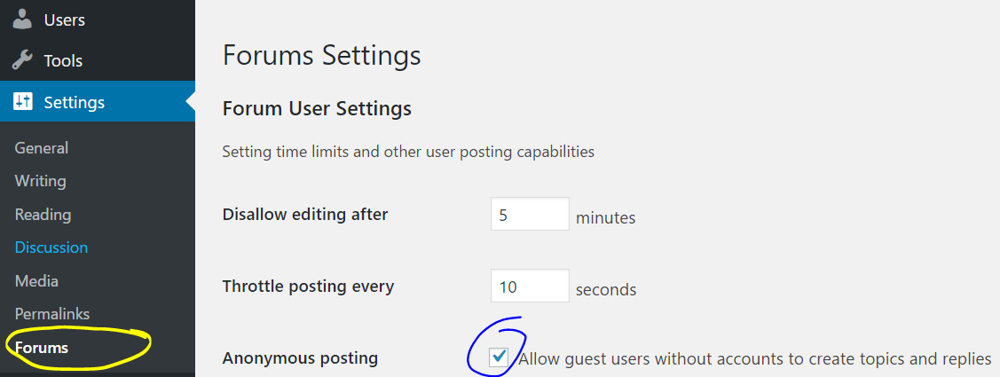 Users
Tools
Settings
General
Writing
Reading
Discussion
Media
Permalinks
Forums
Forums Settings
Forum User Settings
Setting time limits and other user posting capabilities
Disallow editing after 5 minutes
Throttle posting every 10 seconds
Anonymous posting Allow guest users without accounts to create topics and replies